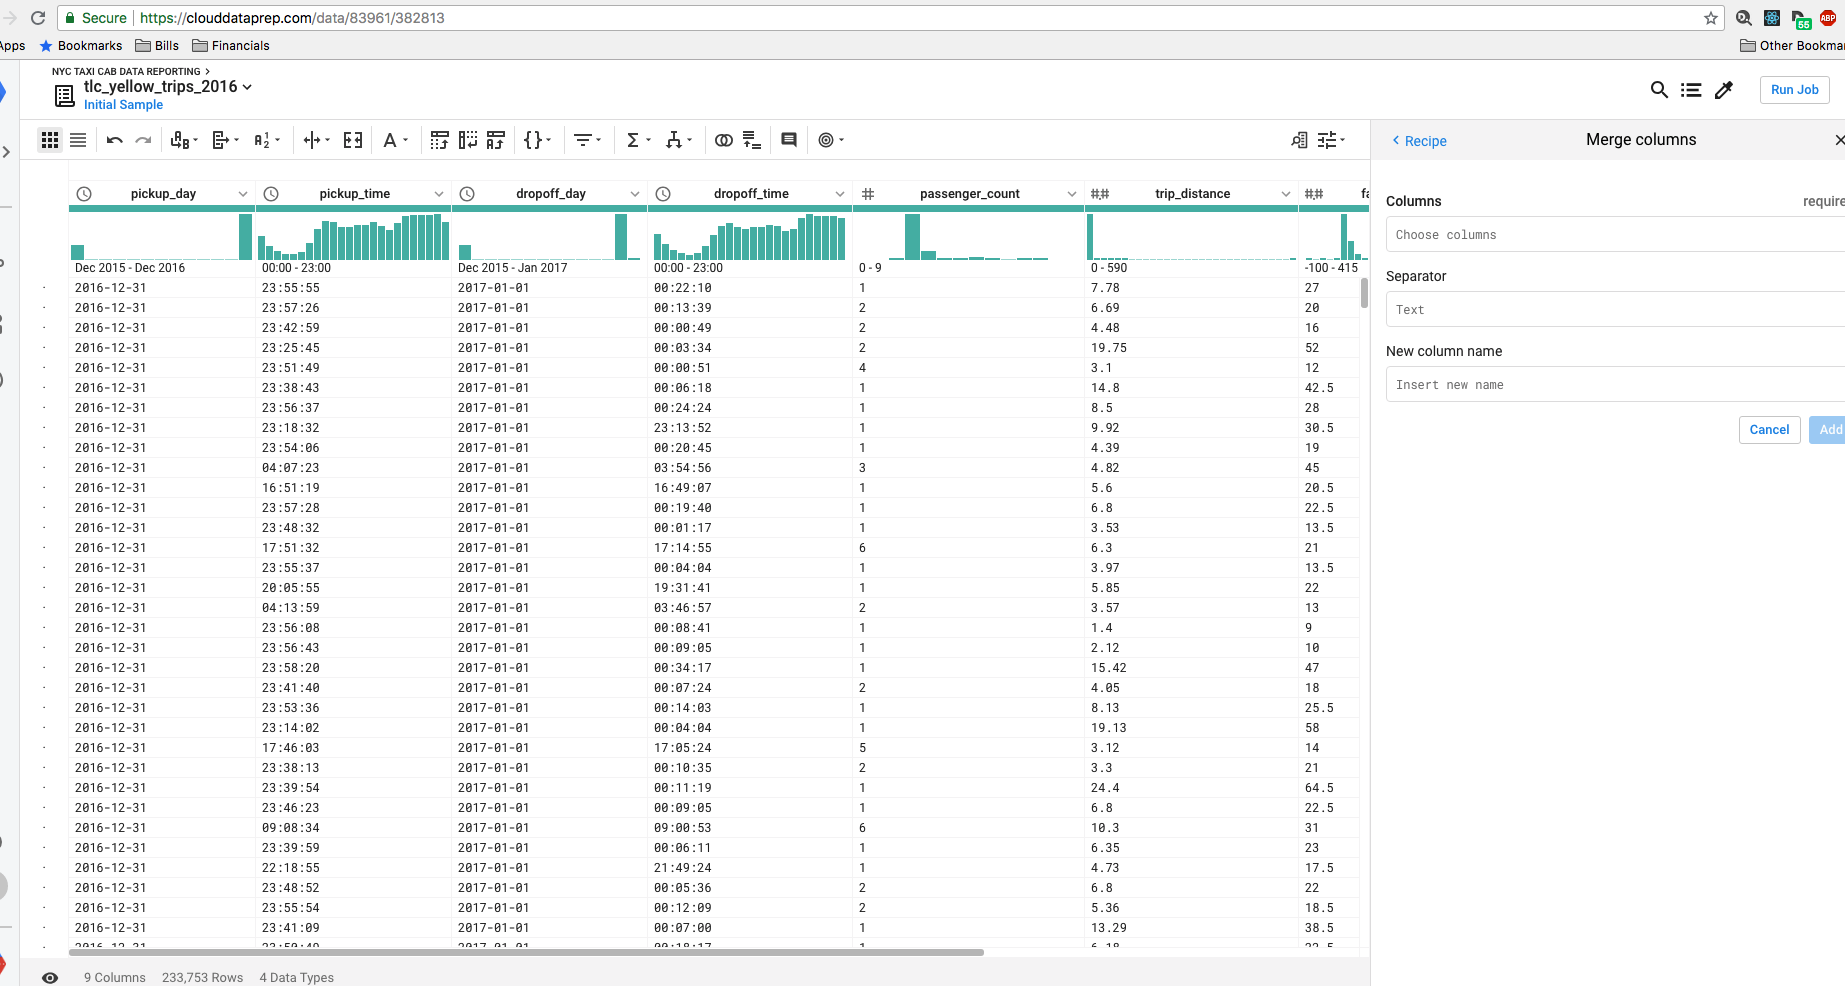 Secure | https://clouddataprep.com/data/83961/382813
55 ABP
Apps Bookmarks Bills Financials Other Bookmar
NYC TAXI CAB DATA REPORTING >
tlc_yellow_trips_2016
Initial Sample
Run Job
Recipe Merge columns
pickup_day pickup_time dropoff_day dropoff_time # passenger_count ## trip_distance ## fa
Dec 2015 - Dec 2016 00:00 - 23:00 Dec 2015 - Jan 2017 00:00 - 23:00 0 - 9 0 - 590 -100 - 415
2016-12-31 23:55:55 2017-01-01 00:22:10 1 7.78 27
2016-12-31 23:57:26 2017-01-01 00:13:39 2 6.69 20
2016-12-31 23:42:59 2017-01-01 00:00:49 2 4.48 16
2016-12-31 23:25:45 2017-01-01 00:03:34 2 19.75 52
2016-12-31 23:51:49 2017-01-01 00:00:51 4 3.1 12
2016-12-31 23:38:43 2017-01-01 00:06:18 1 14.8 42.5
2016-12-31 23:56:37 2017-01-01 00:24:24 1 8.5 28
2016-12-31 23:18:32 2017-01-01 23:13:52 1 9.92 30.5
2016-12-31 23:54:06 2017-01-01 00:20:45 1 4.39 19
2016-12-31 04:07:23 2017-01-01 03:54:56 3 4.82 45
2016-12-31 16:51:19 2017-01-01 16:49:07 1 5.6 20.5
2016-12-31 23:57:28 2017-01-01 00:19:40 1 6.8 22.5
2016-12-31 23:48:32 2017-01-01 00:01:17 1 3.53 13.5
2016-12-31 17:51:32 2017-01-01 17:14:55 6 6.3 21
2016-12-31 23:55:37 2017-01-01 00:04:04 1 3.97 13.5
2016-12-31 20:05:55 2017-01-01 19:31:41 1 5.85 22
2016-12-31 04:13:59 2017-01-01 03:46:57 2 3.57 13
2016-12-31 23:56:08 2017-01-01 00:08:41 1 1.4 9
2016-12-31 23:56:43 2017-01-01 00:09:05 1 2.12 10
2016-12-31 23:58:20 2017-01-01 00:34:17 1 15.42 47
2016-12-31 23:41:40 2017-01-01 00:07:24 2 4.05 18
2016-12-31 23:53:36 2017-01-01 00:14:03 1 8.13 25.5
2016-12-31 23:14:02 2017-01-01 00:04:04 1 19.13 58
2016-12-31 17:46:03 2017-01-01 17:05:24 5 3.12 14
2016-12-31 23:38:13 2017-01-01 00:10:35 2 3.3 21
2016-12-31 23:39:54 2017-01-01 00:11:19 1 24.4 64.5
2016-12-31 23:46:23 2017-01-01 00:09:05 1 6.8 22.5
2016-12-31 09:08:34 2017-01-01 09:00:53 6 10.3 31
2016-12-31 23:39:59 2017-01-01 00:06:11 1 6.35 23
2016-12-31 22:18:55 2017-01-01 21:49:24 1 4.73 17.5
2016-12-31 23:48:52 2017-01-01 00:05:36 2 6.8 22
2016-12-31 23:55:54 2017-01-01 00:12:09 2 5.36 18.5
2016-12-31 23:41:09 2017-01-01 00:07:00 1 13.29 38.5
9 Columns 233,753 Rows 4 Data Types
Columns require
Choose columns
Separator
Text
New column name
Insert new name
Cancel Add